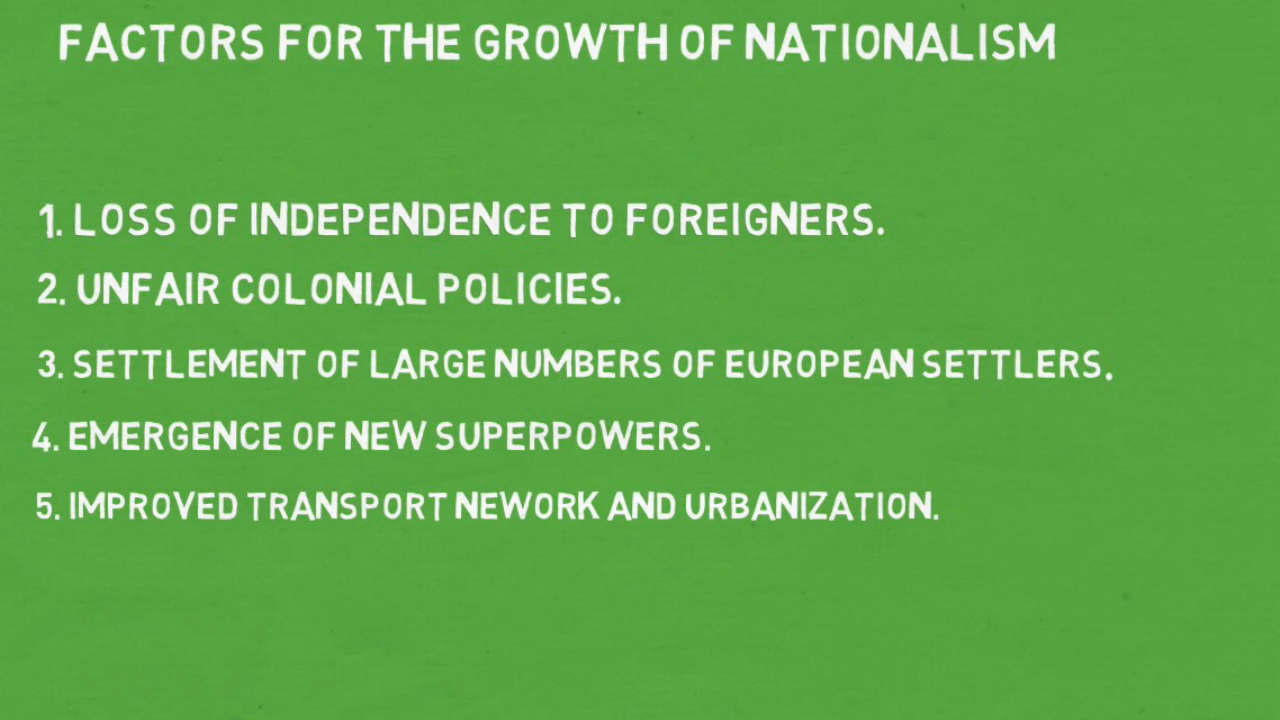 FACTORS FOR THE GROWTH OF NATIONALISM
1. LOSS OF INDEPENDENCE TO FOREIGNERS.
2. UNFAIR COLONIAL POLICIES.
3. SETTLEMENT OF LARGE NUMBERS OF EUROPEAN SETTLERS.
4. EMERGENCE OF NEW SUPERPOWERS.
5. IMPROVED TRANSPORT NEWORK AND URBANIZATION.